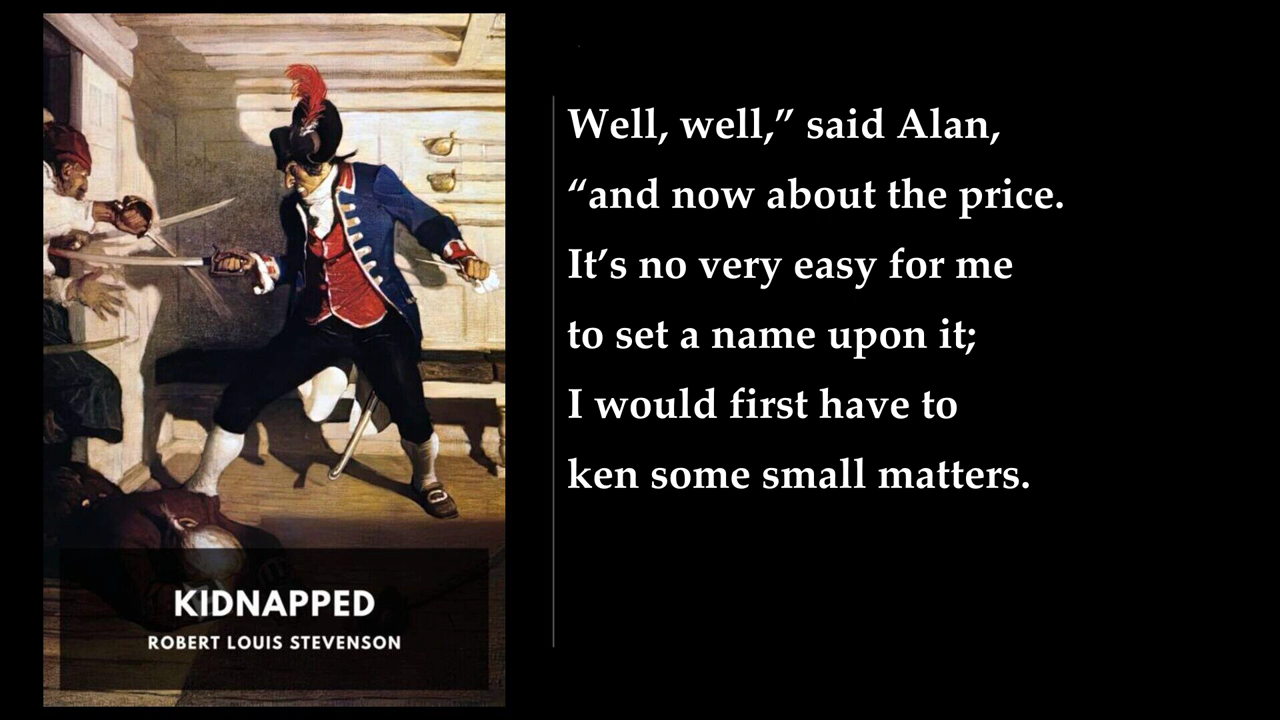 KIDNAPPED
ROBERT LOUIS STEVENSON
Well, well,” said Alan,
“and now about the price.
It’s no very easy for me
to set a name upon it;
I would first have to
ken some small matters.